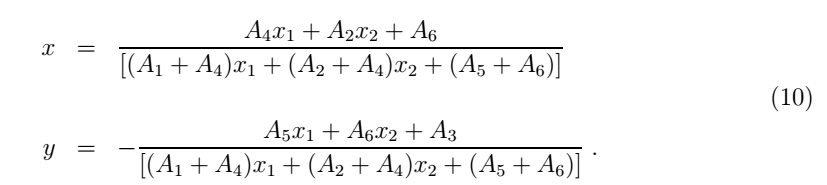 x = \frac{A_4x_1 + A_2x_2 + A_6}{[(A_1 + A_4)x_1 + (A_2 + A_4)x_2 + (A_5 + A_6)]}
(10)
y = -\frac{A_5x_1 + A_6x_2 + A_3}{[(A_1 + A_4)x_1 + (A_2 + A_4)x_2 + (A_5 + A_6)]} .